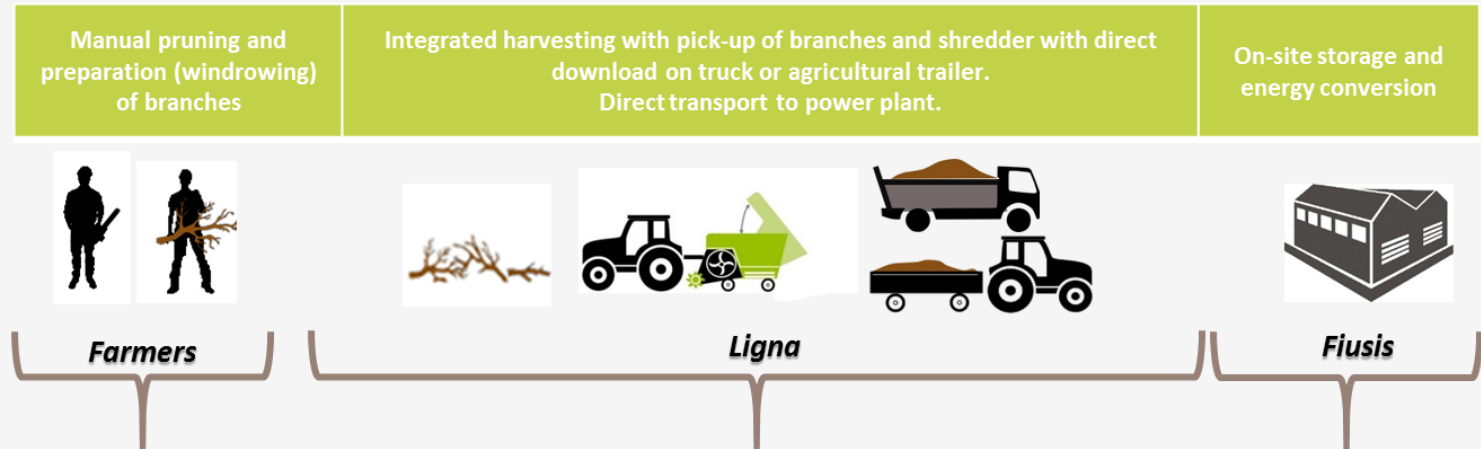 Manual pruning and
preparation (windrowing)
of branches
Integrated harvesting with pick-up of branches and shredder with direct
download on truck or agricultural trailer.
Direct transport to power plant.
On-site storage and
energy conversion
Farmers
Ligna
Fiusis